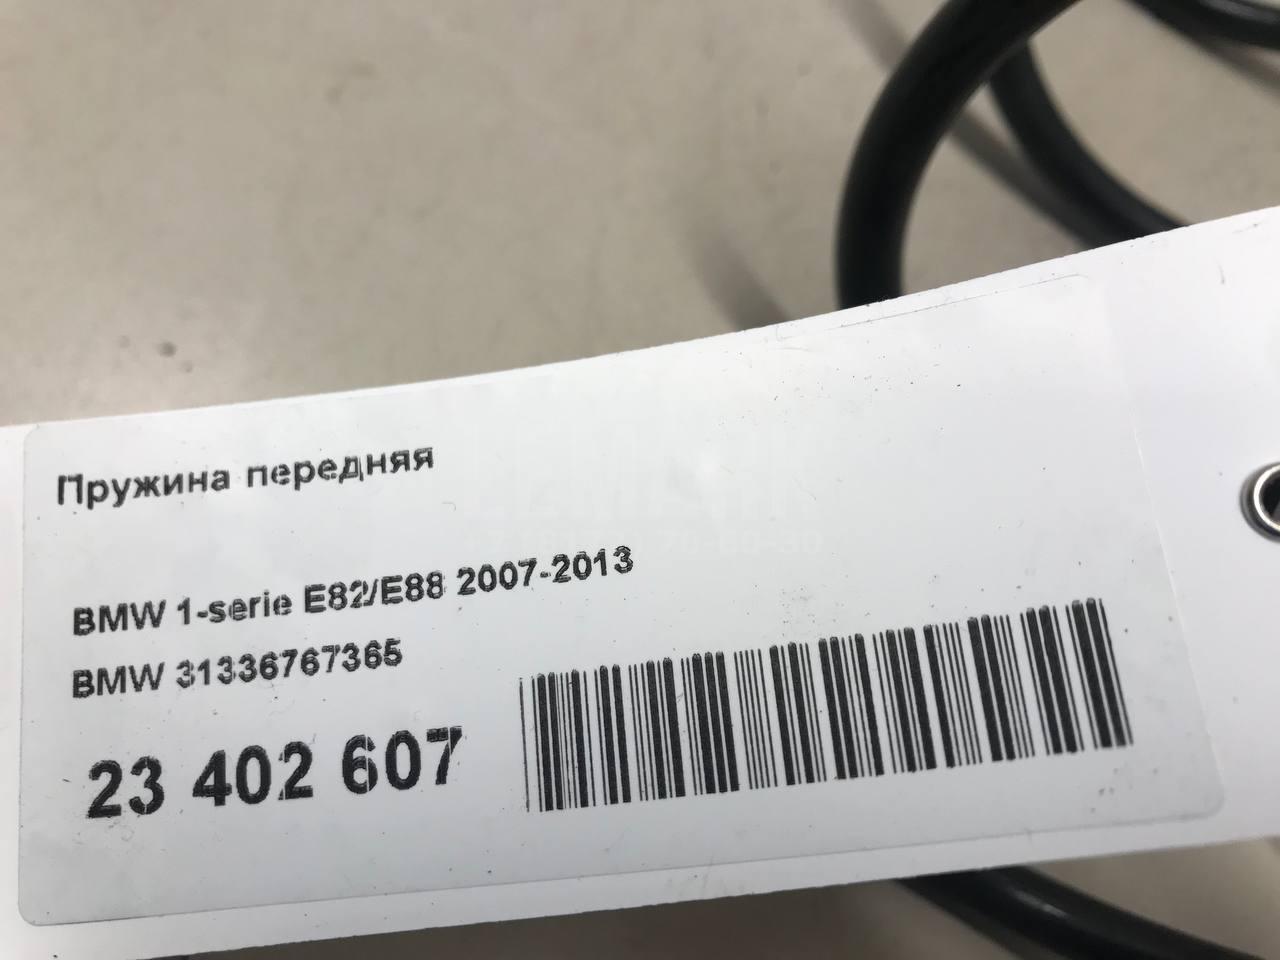 Пружина передняя
BMW 1-serie E82/E88 2007-2013
BMW 31336767365
23 402 607